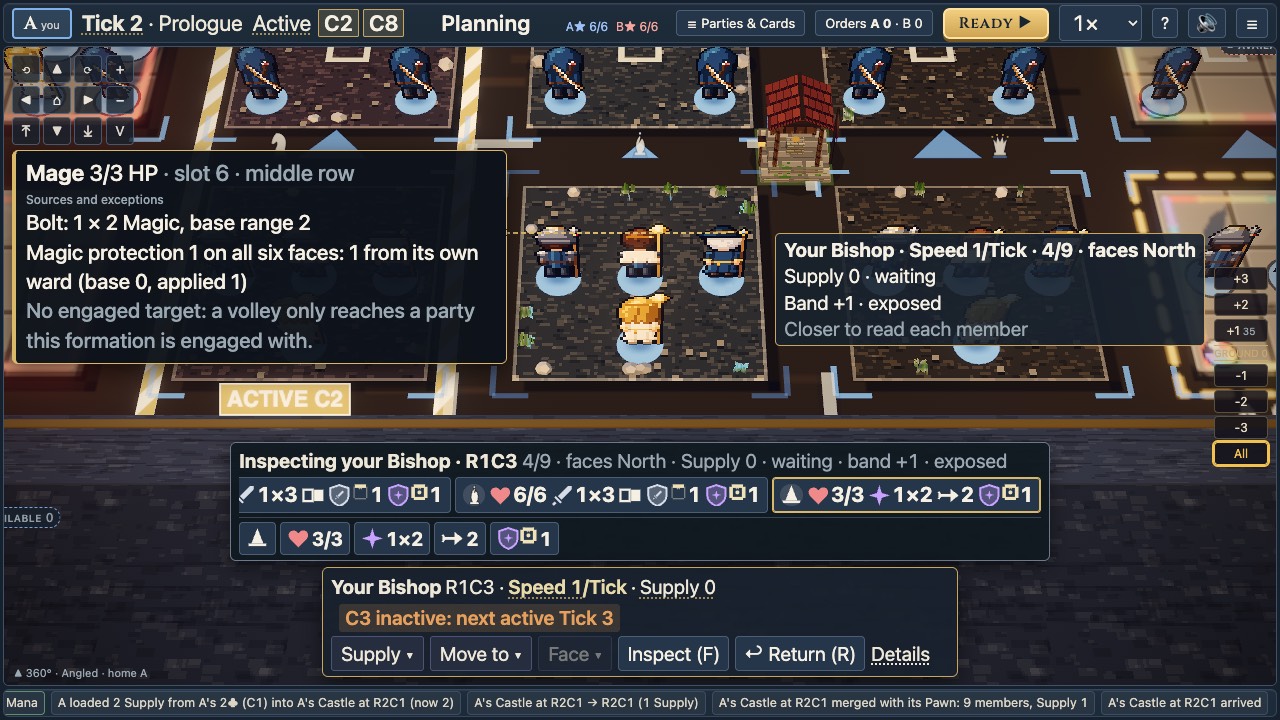 A you
Tick 2 · Prologue Active C2 C8
Planning
A★ 6/6 B★ 6/6
≡ Parties & Cards
Orders A 0 · B 0
READY ▶
1×
?
≡
V
Mage 3/3 HP · slot 6 · middle row
Sources and exceptions
Bolt: 1 × 2 Magic, base range 2
Magic protection 1 on all six faces: 1 from its own
ward (base 0, applied 1)
No engaged target: a volley only reaches a party
this formation is engaged with.
Your Bishop · Speed 1/Tick · 4/9 · faces North
Supply 0 · waiting
Band +1 · exposed
Closer to read each member
+3
+2
+1 35
GROUND 0
-1
-2
-3
All
ACTIVE C2
ILABLE 0
Inspecting your Bishop · R1C3 4/9 · faces North · Supply 0 · waiting · band +1 · exposed
1×3 1 1
6/6 1×3 1 1
3/3 1×2 2 1
3/3 1×2 2 1
Your Bishop R1C3 · Speed 1/Tick · Supply 0
C3 inactive: next active Tick 3
Supply ▾
Move to ▾
Face ▾
Inspect (F)
↩ Return (R)
Details
▲ 360° · Angled · home A
Mana
A loaded 2 Supply from A's 2♣ (C1) into A's Castle at R2C1 (now 2)
A's Castle at R2C1 → R2C1 (1 Supply)
A's Castle at R2C1 merged with its Pawn: 9 members, Supply 1
A's Castle at R2C1 arrived